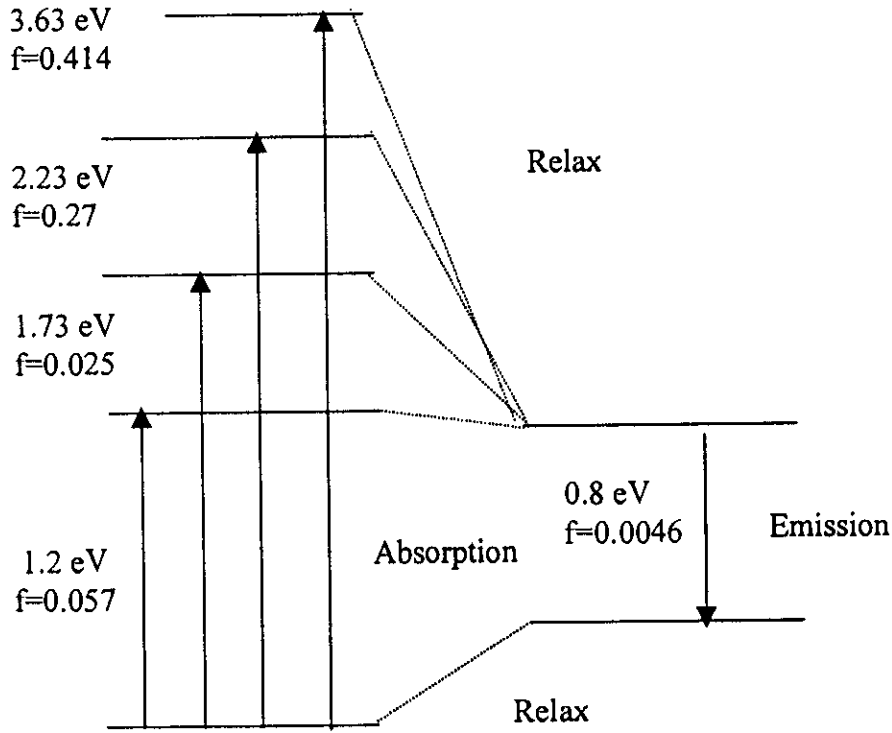 3.63 eV
f=0.414
Relax
2.23 eV
f=0.27
1.73 eV
f=0.025
0.8 eV
f=0.0046
Emission
Absorption
1.2 eV
f=0.057
Relax